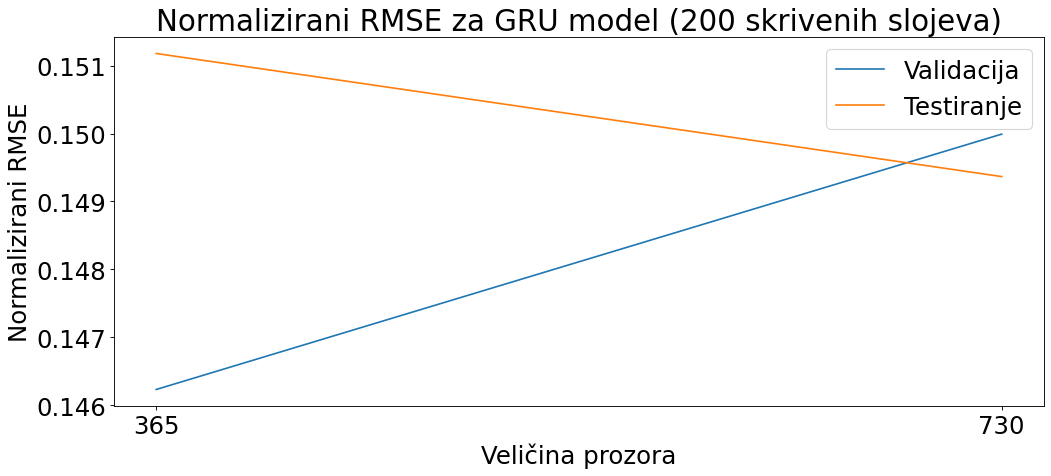 Normalizirani RMSE za GRU model (200 skrivenih slojeva)
Validacija
Testiranje
Normalizirani RMSE
0.151
0.150
0.149
0.148
0.147
0.146
365
730
Veličina prozora